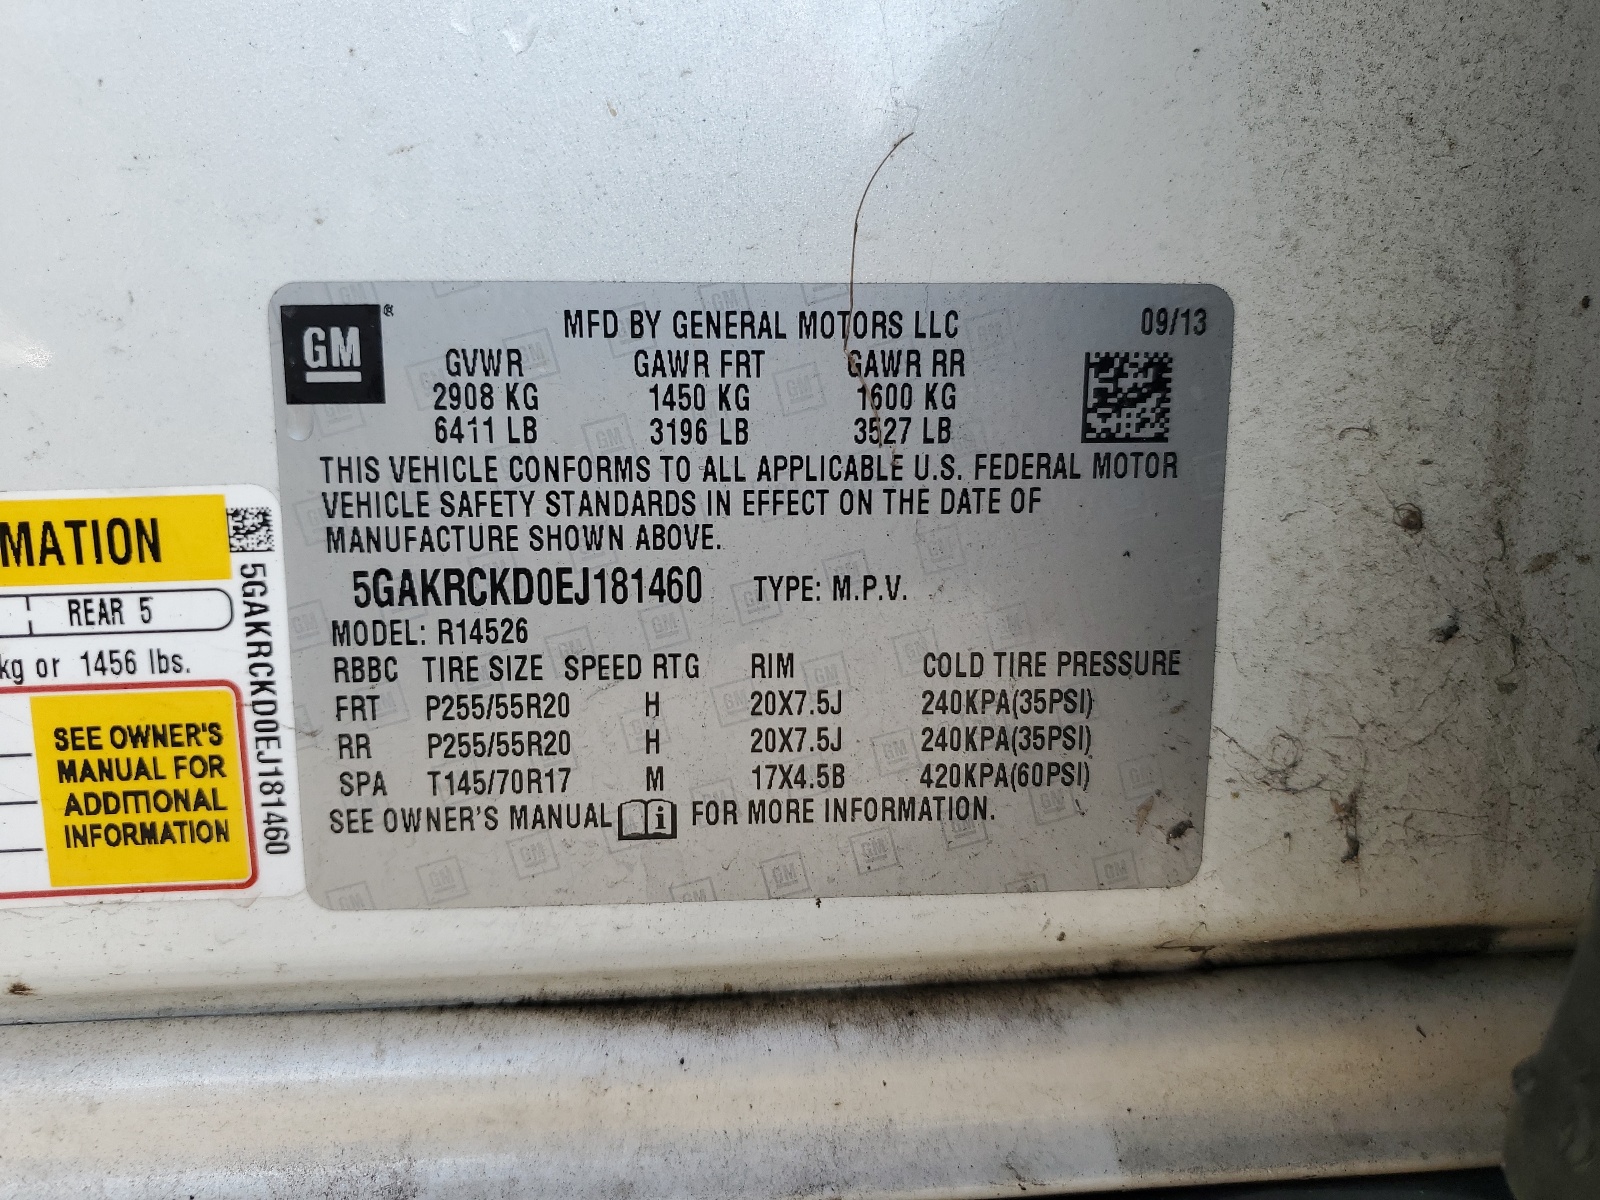 GM®
MFD BY GENERAL MOTORS LLC 09/13
GVWR GAWR FRT GAWR RR
2908 KG 1450 KG 1600 KG
6411 LB 3196 LB 3527 LB
THIS VEHICLE CONFORMS TO ALL APPLICABLE U.S. FEDERAL MOTOR
VEHICLE SAFETY STANDARDS IN EFFECT ON THE DATE OF
MANUFACTURE SHOWN ABOVE.
5GAKRCKD0EJ181460 TYPE: M.P.V.
MODEL: R14526
RBBC TIRE SIZE SPEED RTG RIM COLD TIRE PRESSURE
FRT P255/55R20 H 20X7.5J 240KPA(35PSI)
RR P255/55R20 H 20X7.5J 240KPA(35PSI)
SPA T145/70R17 M 17X4.5B 420KPA(60PSI)
SEE OWNER'S MANUAL i FOR MORE INFORMATION.
MATION
REAR 5
kg or 1456 lbs.
SEE OWNER'S
MANUAL FOR
ADDITIONAL
INFORMATION
5GAKRCKD0EJ181460